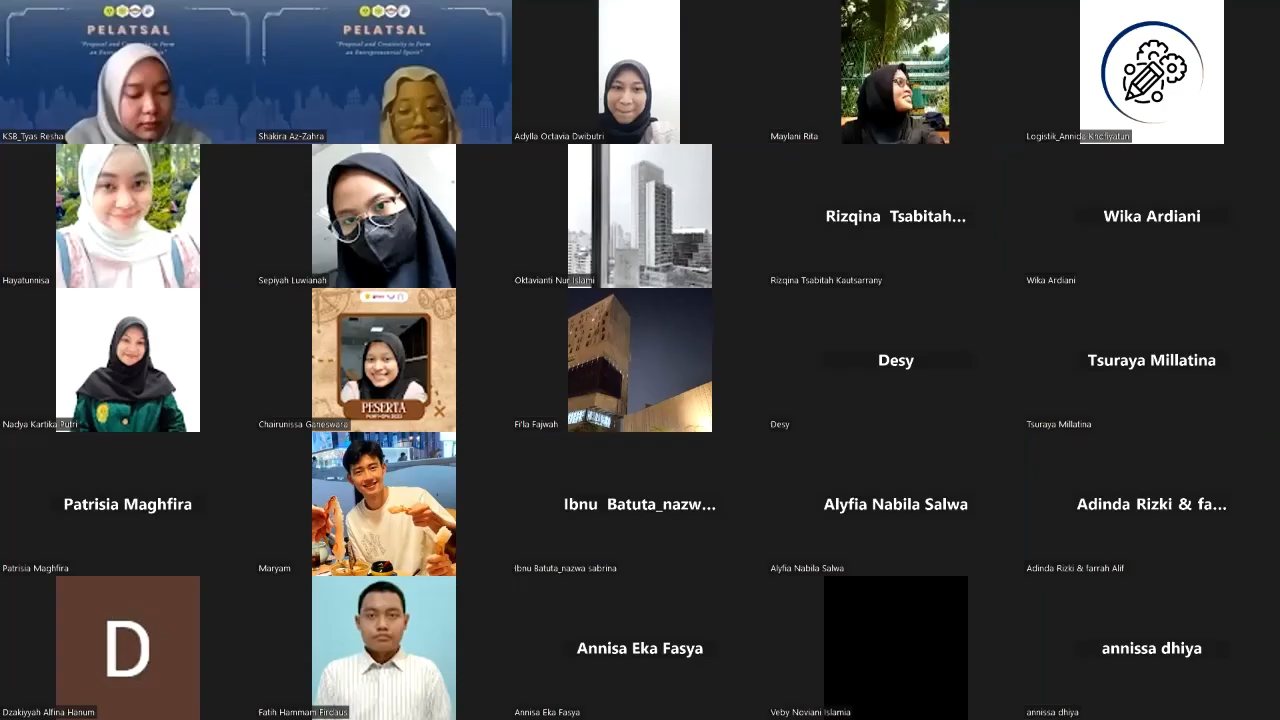 PELATSAL
"Proposal and Creativity to Form
an Entrepreneurial Spirit"
KSB_Tyas Resha
PELATSAL
"Proposal and Creativity to Form
an Entrepreneurial Spirit"
Shakira Az-Zahra
Adylla Octavia Dwibutri
Maylani Rita
Logistik_Annida Khofiyatun
Hayatunnisa
Sepiyah Luwianah
Oktavianti Nur Islami
Rizqina Tsabitah...
Rizqina Tsabitah Kautsarrany
Wika Ardiani
Wika Ardiani
Nadya Kartika Putri
PESERTA
Chairunissa Ganeswara
Fi'la Fajwah
Desy
Desy
Tsuraya Millatina
Tsuraya Millatina
Patrisia Maghfira
Patrisia Maghfira
Maryam
Ibnu Batuta_nazw...
Ibnu Batuta_nazwa sabrina
Alyfia Nabila Salwa
Alyfia Nabila Salwa
Adinda Rizki & fa...
Adinda Rizki & farrah Alif
D
Dzakiyyah Alfina Hanum
Fatih Hammam Firdaus
Annisa Eka Fasya
Annisa Eka Fasya
Veby Noviani Islamia
annissa dhiya
annissa dhiya